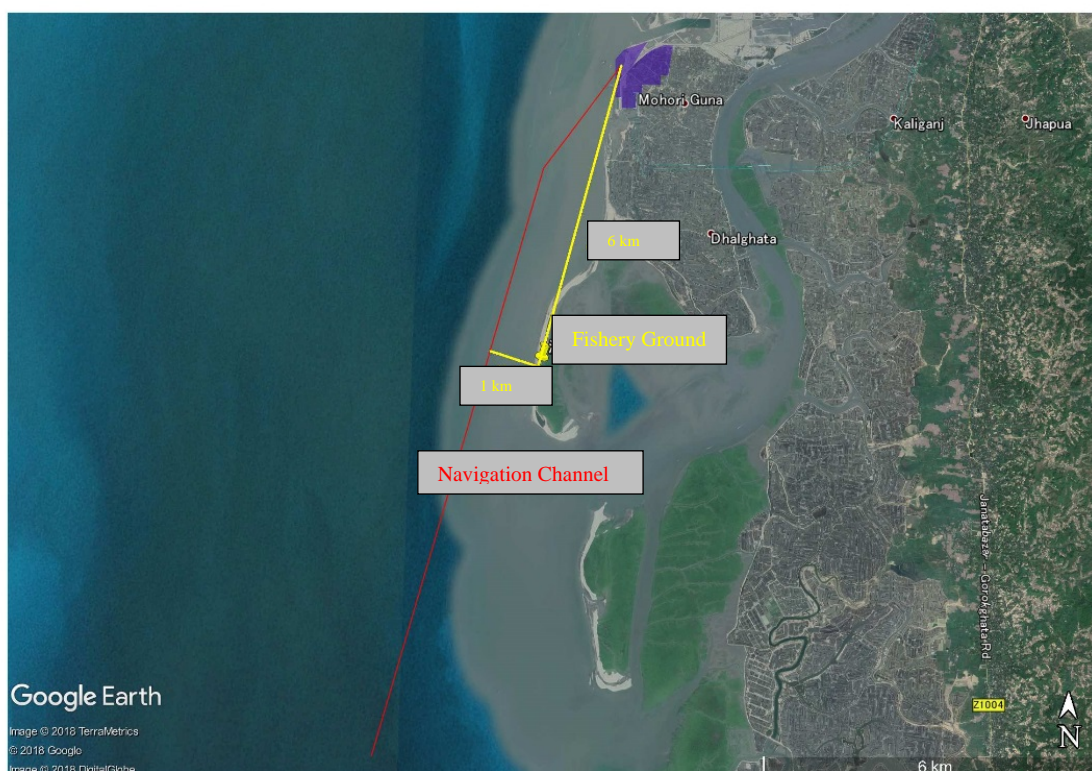 Mohori Guna
Kaliganj
Jhapua
6 km
Dhalghata
Fishery Ground
1 km
Navigation Channel
Janatabazar - Gorokghata Rd
Google Earth
Z1004
Image © 2018 TerraMetrics
© 2018 Google
Image © 2018 DigitalGlobe
N
6 km